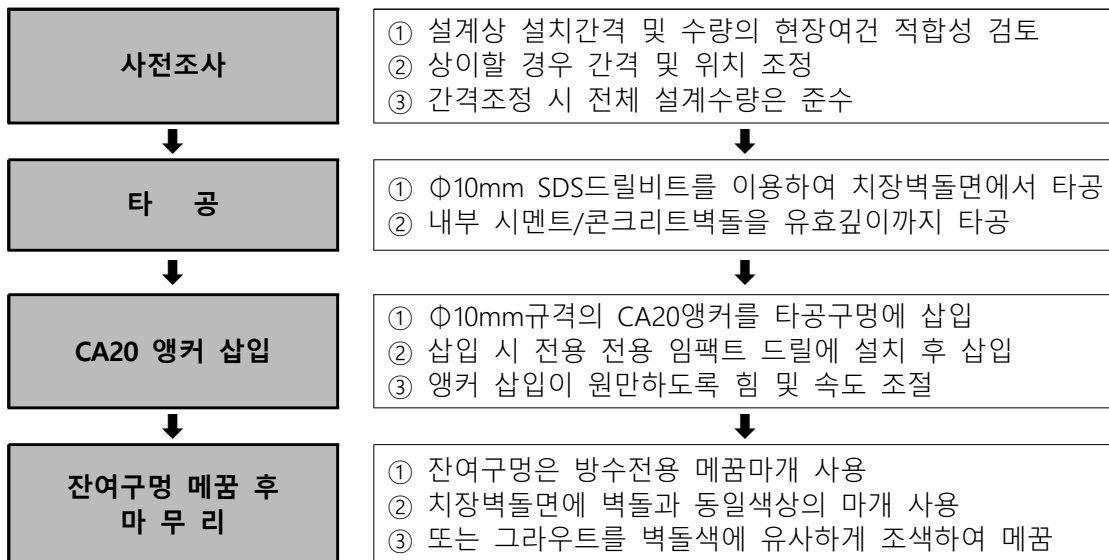 사전조사
① 설계상 설치간격 및 수량의 현장여건 적합성 검토
② 상이할 경우 간격 및 위치 조정
③ 간격조정 시 전체 설계수량은 준수
타 공
① Φ10mm SDS드릴비트를 이용하여 치장벽돌면에서 타공
② 내부 시멘트/콘크리트벽돌을 유효깊이까지 타공
CA20 앵커 삽입
① Φ10mm규격의 CA20앵커를 타공구멍에 삽입
② 삽입 시 전용 전용 임팩트 드릴에 설치 후 삽입
③ 앵커 삽입이 원만하도록 힘 및 속도 조절
잔여구멍 메꿈 후
마 무 리
① 잔여구멍은 방수전용 메꿈마개 사용
② 치장벽돌면에 벽돌과 동일색상의 마개 사용
③ 또는 그라우트를 벽돌색에 유사하게 조색하여 메꿈